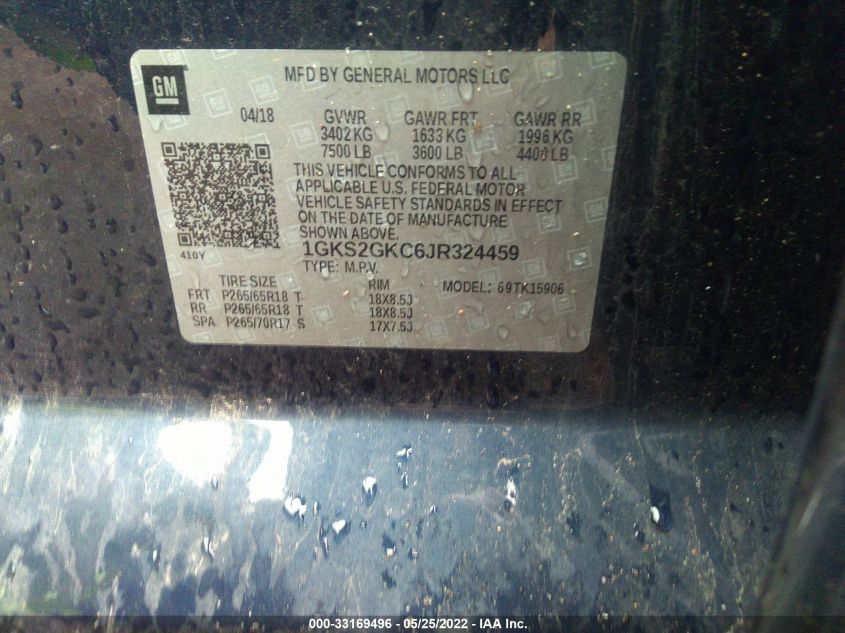 GM
MFD BY GENERAL MOTORS LLC
04/18 GVWR GAWR FRT GAWR RR
3402 KG 1633 KG 1996 KG
7500 LB 3600 LB 4400 LB
THIS VEHICLE CONFORMS TO ALL
APPLICABLE U.S. FEDERAL MOTOR
VEHICLE SAFETY STANDARDS IN EFFECT
ON THE DATE OF MANUFACTURE
SHOWN ABOVE.
410Y
1GKS2GKC6JR324459
TYPE: M.P.V.
TIRE SIZE RIM MODEL: 69TK15906
FRT P265/65R18 T 18X8.5J
RR P265/65R18 T 18X8.5J
SPA P265/70R17 S 17X7.5J
000-33169496 - 05/25/2022 - IAA Inc.